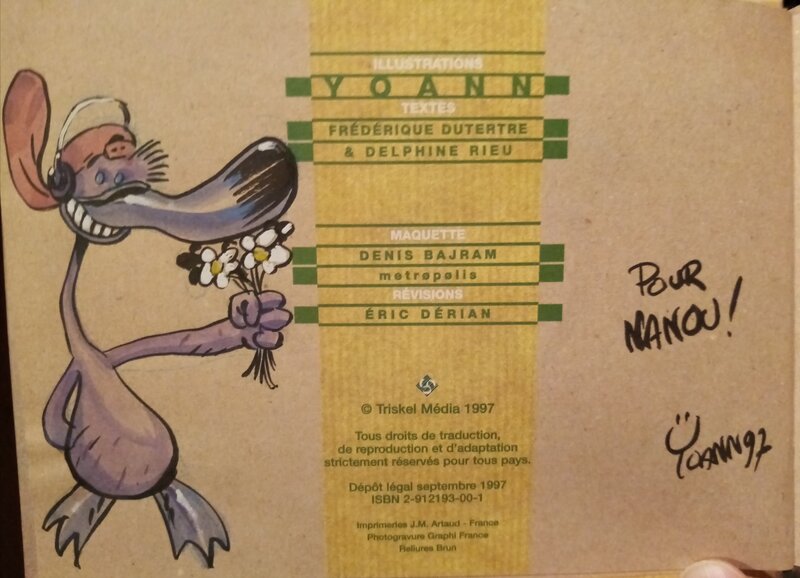 ILLUSTRATIONS
YOANN
TEXTES
FRÉDÉRIQUE DUTERTRE
& DELPHINE RIEU
MAQUETTE
DENIS BAJRAM
metrøpølis
RÉVISIONS
ÉRIC DÉRIAN
© Triskel Média 1997
Tous droits de traduction,
de reproduction et d'adaptation
strictement réservés pour tous pays.
Dépôt légal septembre 1997
ISBN 2-912193-00-1
Imprimeries J.M. Artaud - France
Photogravure Graphi France
Reliures Brun
POUR
MANOU!
YOANN97